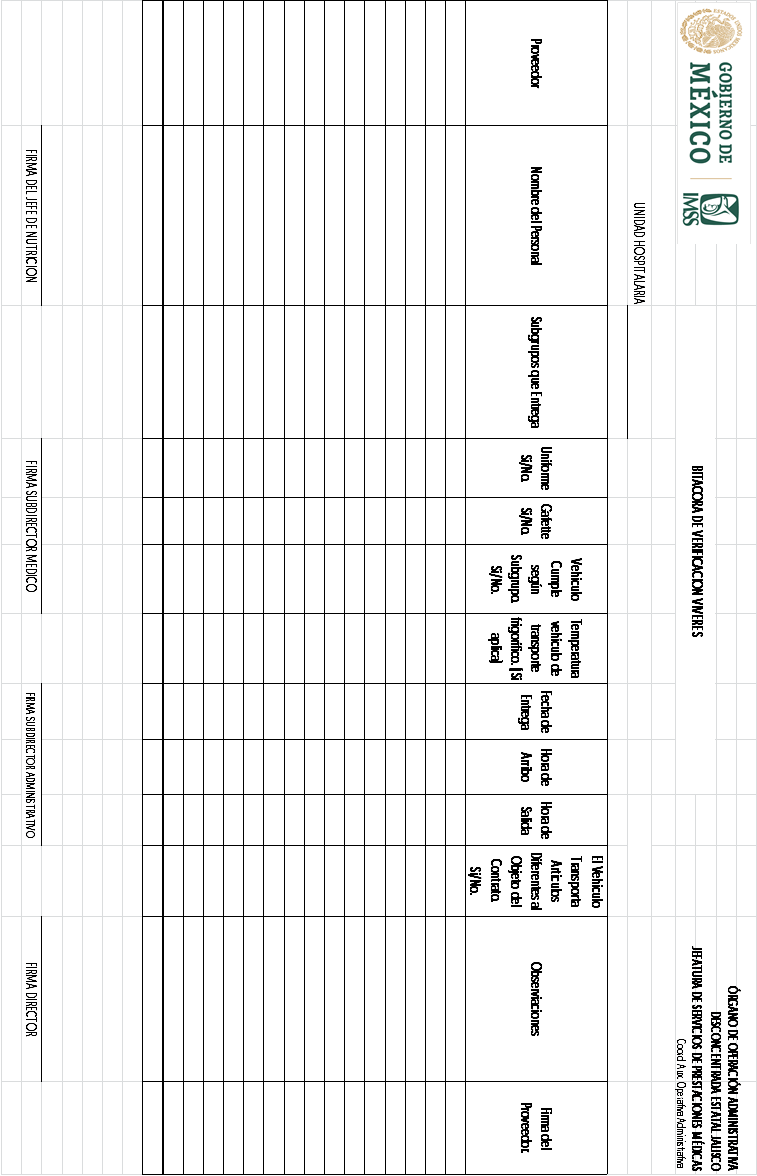 GOBIERNO DE
MÉXICO
IMSS
ÓRGANO DE OPERACIÓN ADMINISTRATIVA
DESCONCENTRADA ESTATAL JALISCO
JEFATURA DE SERVICIOS DE PRESTACIONES MÉDICAS
Coord. Aux. Operativa Administrativa
BITACORA DE VERIFICACION VIVERES
UNIDAD HOSPITALARIA
Proveedor
Nombre del Personal
Subgrupos que Entrega
Uniforme
Si/No.
Gafette
Si/No.
Vehiculo
Cumple
según
Subgrupo.
Si/No.
Temperatura
vehiculo de
transporte
frigorifico. (Si
aplica)
Fecha de
Entrega
Hora de
Arribo
Hora de
Salida
El Vehiculo
Transporta
Articulos
Diferentes al
Objeto del
Contrato.
Si/No.
Observaciones
Firma del
Proveedor.
FIRMA DEL JEFE DE NUTRICION
FIRMA SUBDIRECTOR MEDICO
FIRMA SUBDIRECTOR ADMINISTRATIVO
FIRMA DIRECTOR